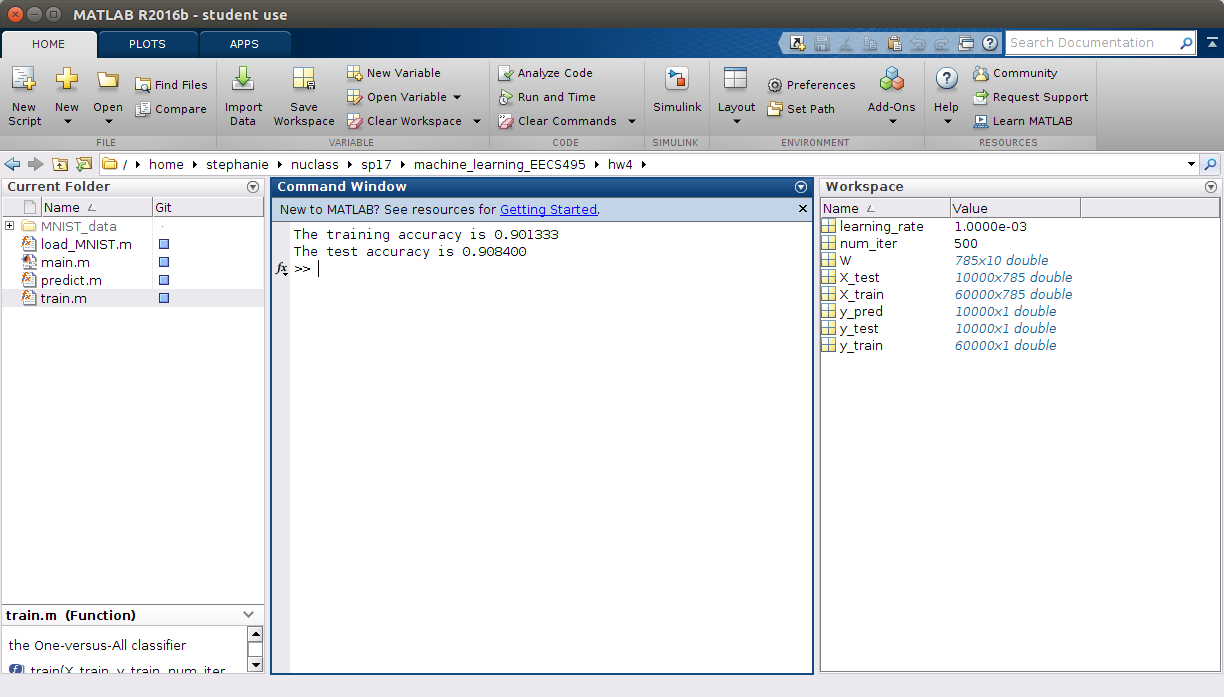 MATLAB R2016b - student use
HOME PLOTS APPS
Search Documentation
New Script
New
Open
Find Files
Compare
Import Data
Save Workspace
New Variable
Open Variable
Clear Workspace
Analyze Code
Run and Time
Clear Commands
Simulink
Layout
Preferences
Set Path
Add-Ons
Help
Community
Request Support
Learn MATLAB
FILE VARIABLE CODE SIMULINK ENVIRONMENT RESOURCES
/ home stephanie nuclass sp17 machine_learning_EECS495 hw4
Current Folder
Name Git
MNIST_data
load_MNIST.m
main.m
predict.m
train.m
train.m (Function)
the One-versus-All classifier
train(X_train, y_train, num_iter
Command Window
New to MATLAB? See resources for Getting Started.
The training accuracy is 0.901333
The test accuracy is 0.908400
fx >>
Workspace
Name Value
learning_rate 1.0000e-03
num_iter 500
W 785x10 double
X_test 10000x785 double
X_train 60000x785 double
y_pred 10000x1 double
y_test 10000x1 double
y_train 60000x1 double